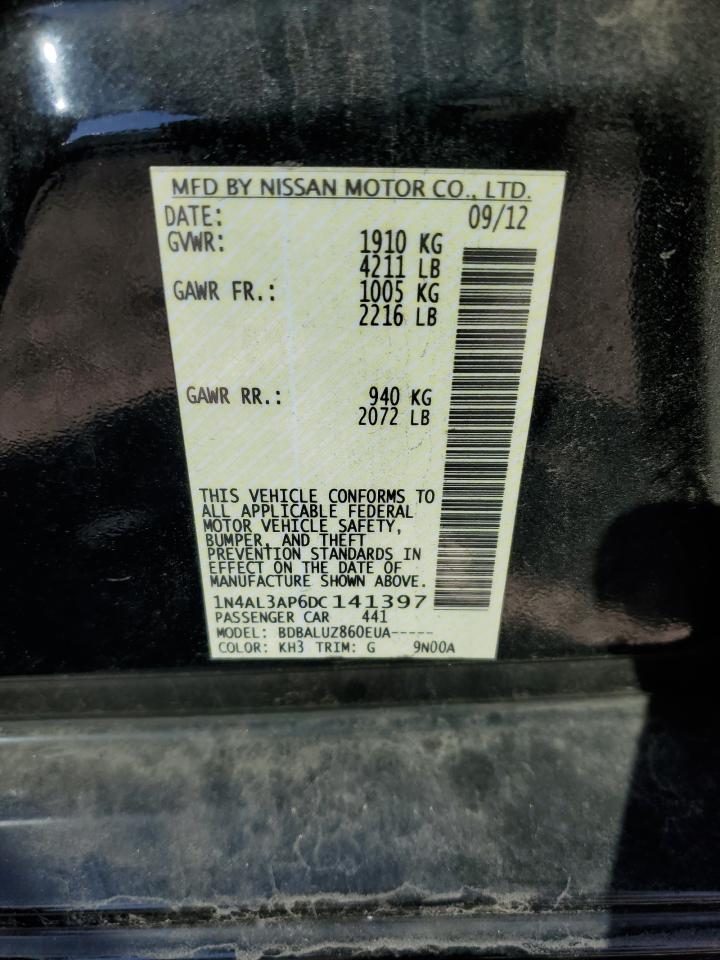 MFD BY NISSAN MOTOR CO., LTD.
DATE: 09/12
GVWR: 1910 KG
4211 LB
GAWR FR.: 1005 KG
2216 LB
GAWR RR.: 940 KG
2072 LB
THIS VEHICLE CONFORMS TO
ALL APPLICABLE FEDERAL
MOTOR VEHICLE SAFETY,
BUMPER, AND THEFT
PREVENTION STANDARDS IN
EFFECT ON THE DATE OF
MANUFACTURE SHOWN ABOVE.
1N4AL3AP6DC141397
PASSENGER CAR 441
MODEL: BDBALUZ860EUA-----
COLOR: KH3 TRIM: G 9N00A